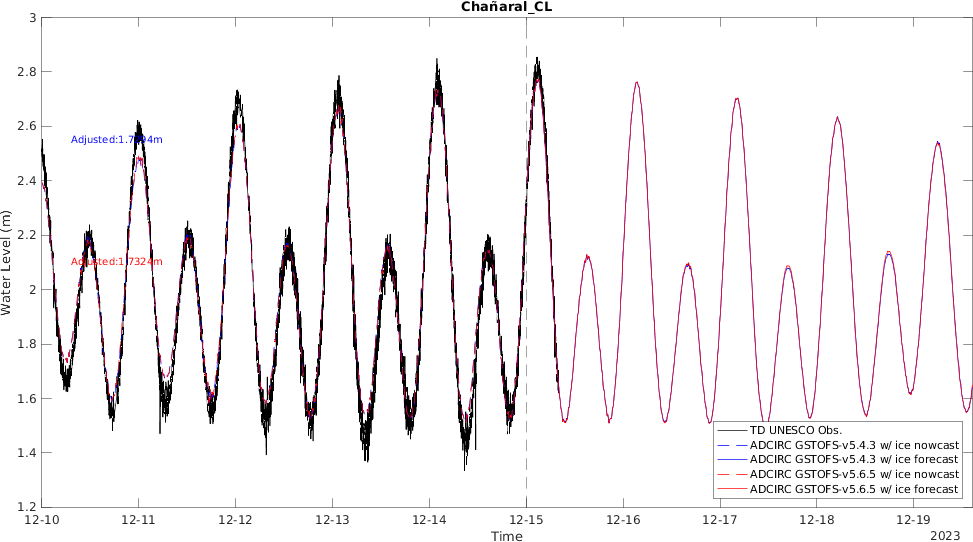 Chañaral_CL
3
2.8
2.6
2.4
2.2
2
1.8
1.6
1.4
1.2
Water Level (m)
Adjusted:1.7
Adjusted:1.7324m
TD UNESCO Obs.
ADCIRC GSTOFS-v5.4.3 w/ ice nowcast
ADCIRC GSTOFS-v5.4.3 w/ ice forecast
ADCIRC GSTOFS-v5.6.5 w/ ice nowcast
ADCIRC GSTOFS-v5.6.5 w/ ice forecast
12-10 12-11 12-12 12-13 12-14 12-15 12-16 12-17 12-18 12-19
Time
2023